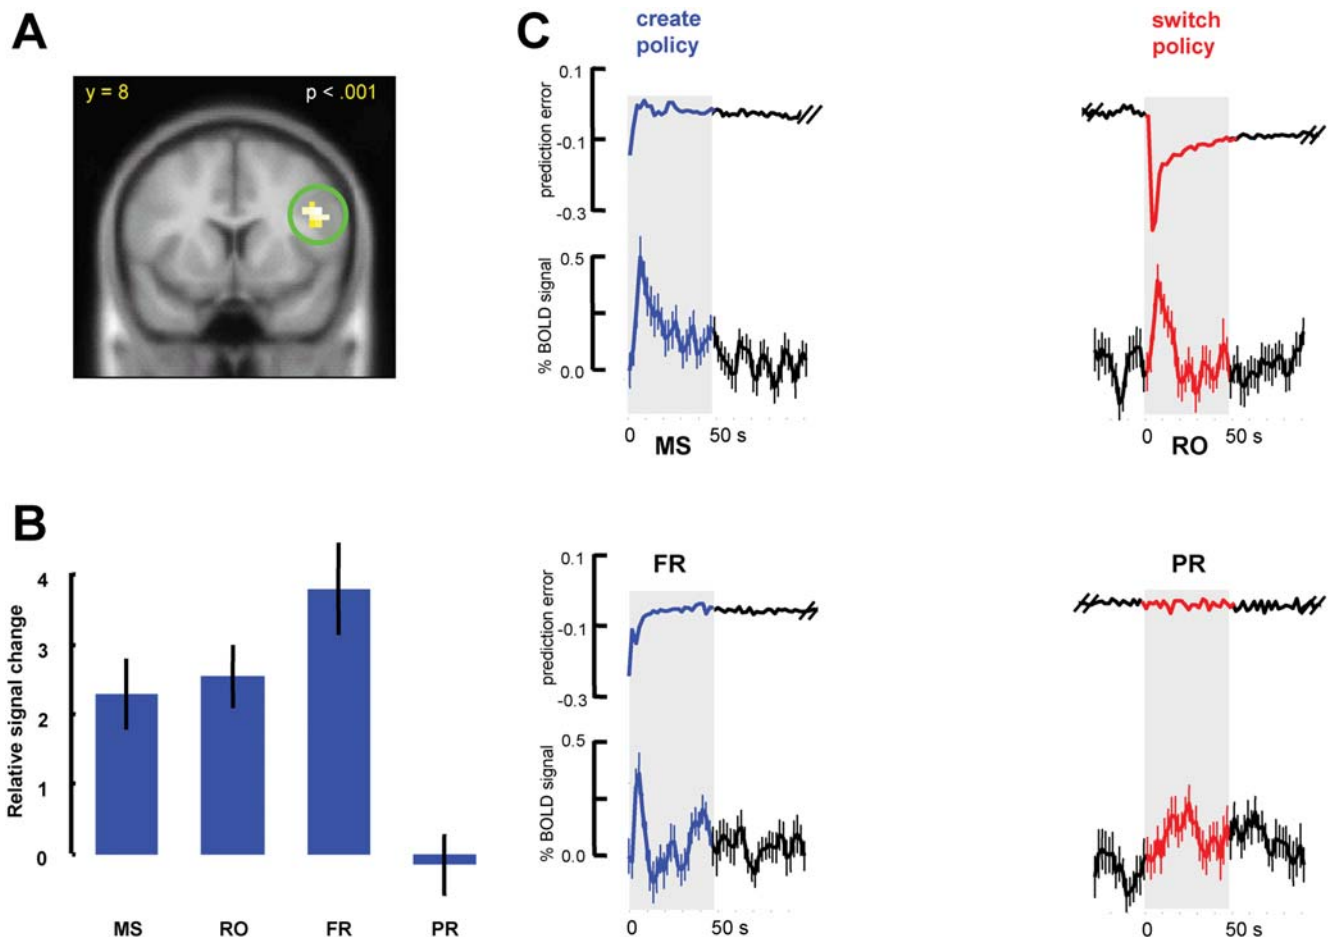 A
y = 8
p < .001
B
Relative signal change
4
3
2
1
0
MS
RO
FR
PR
C
create
policy
switch
policy
prediction error
0.1
-0.1
-0.3
% BOLD signal
0.5
0.0
0
50 s
MS
0
50 s
RO
FR
PR
prediction error
0.1
-0.1
-0.3
% BOLD signal
0.5
0.0
0
50 s
0
50 s